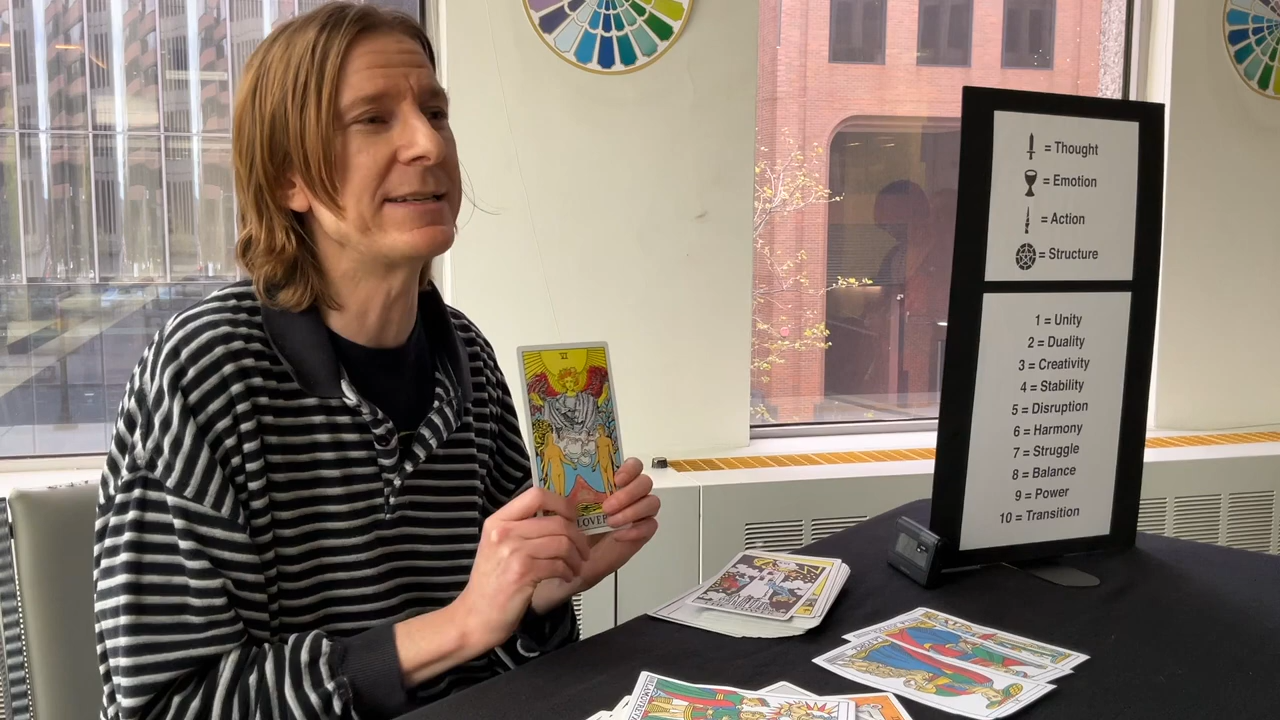 = Thought
= Emotion
= Action
= Structure
1 = Unity
2 = Duality
3 = Creativity
4 = Stability
5 = Disruption
6 = Harmony
7 = Struggle
8 = Balance
9 = Power
10 = Transition
VI
LOVER